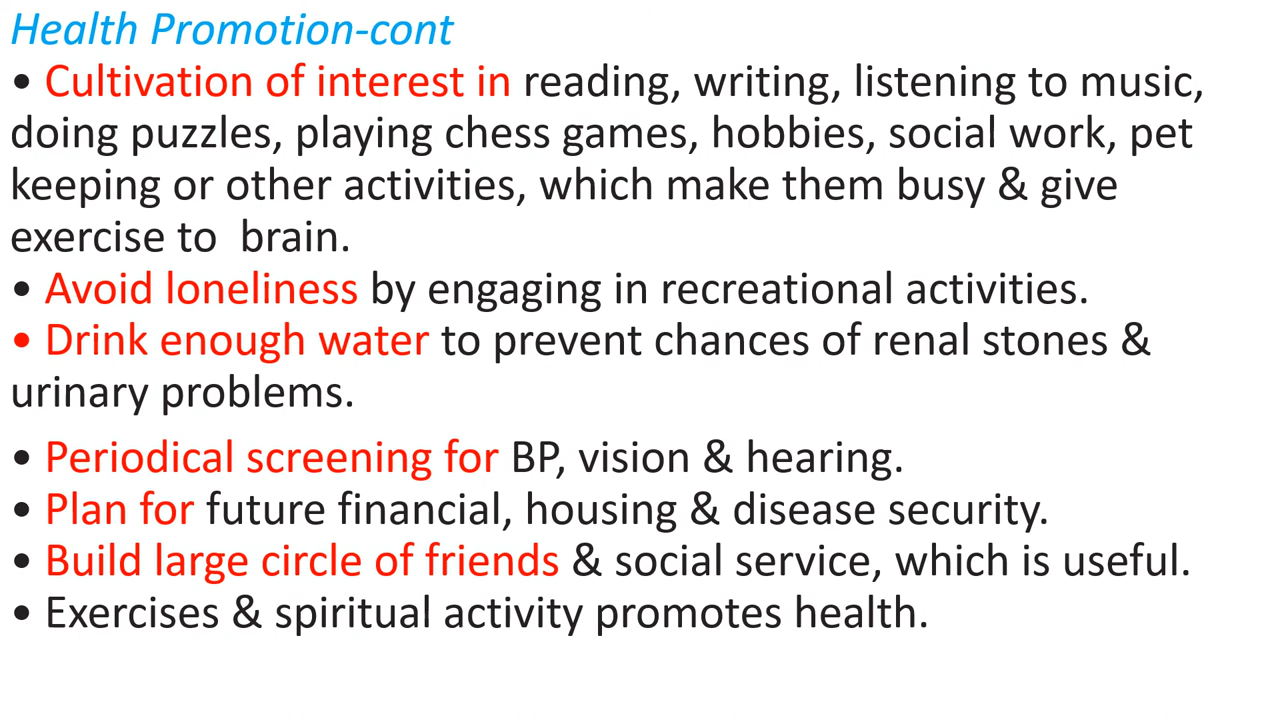 Health Promotion-cont
• Cultivation of interest in reading, writing, listening to music,
doing puzzles, playing chess games, hobbies, social work, pet
keeping or other activities, which make them busy & give
exercise to  brain.
• Avoid loneliness by engaging in recreational activities.
• Drink enough water to prevent chances of renal stones &
urinary problems.
• Periodical screening for BP, vision & hearing.
• Plan for future financial, housing & disease security.
• Build large circle of friends & social service, which is useful.
• Exercises & spiritual activity promotes health.